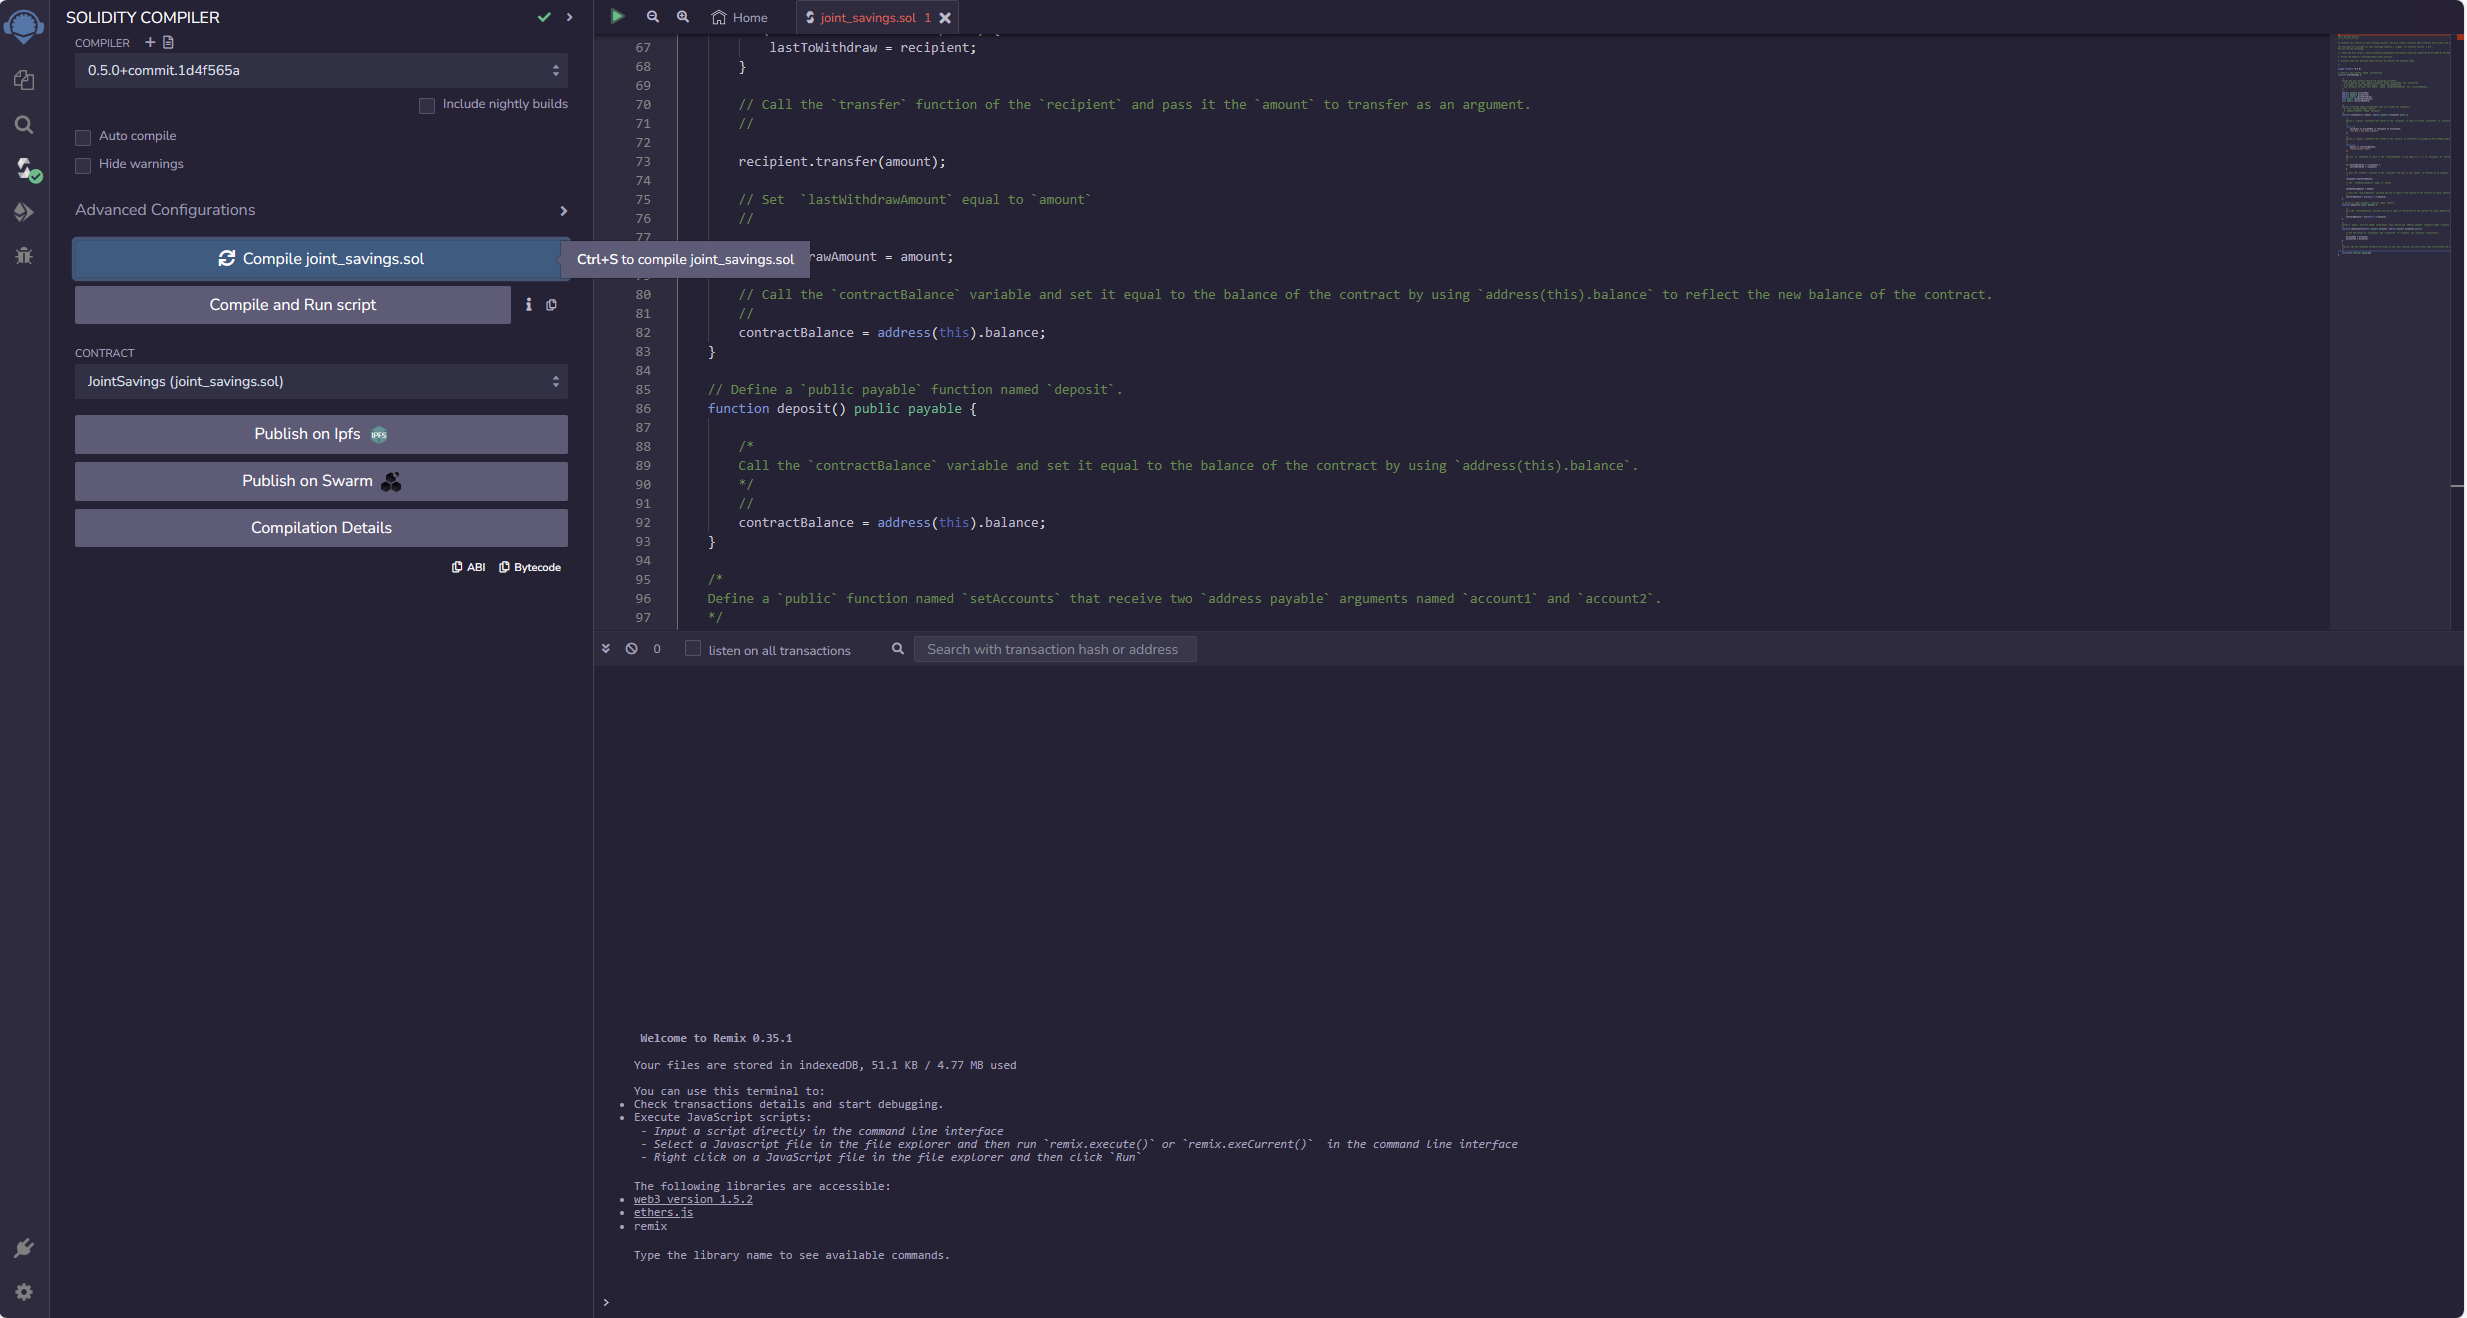 SOLIDITY COMPILER
COMPILER
0.5.0+commit.1d4f565a
Include nightly builds
Auto compile
Hide warnings
Advanced Configurations
Compile joint_savings.sol
Ctrl+S to compile joint_savings.sol
Compile and Run script
CONTRACT
JointSavings (joint_savings.sol)
Publish on Ipfs
IPFS
Publish on Swarm
Compilation Details
ABI
Bytecode
Home
joint_savings.sol 1
67 lastToWithdraw = recipient;
68 }
69
70 // Call the `transfer` function of the `recipient` and pass it the `amount` to transfer as an argument.
71 //
72
73 recipient.transfer(amount);
74
75 // Set  `lastWithdrawAmount` equal to `amount`
76 //
77
rawAmount = amount;
80 // Call the `contractBalance` variable and set it equal to the balance of the contract by using `address(this).balance` to reflect the new balance of the contract.
81 //
82 contractBalance = address(this).balance;
83 }
84
85 // Define a `public payable` function named `deposit`.
86 function deposit() public payable {
87
88 /*
89 Call the `contractBalance` variable and set it equal to the balance of the contract by using `address(this).balance`.
90 */
91 //
92 contractBalance = address(this).balance;
93 }
94
95 /*
96 Define a `public` function named `setAccounts` that receive two `address payable` arguments named `account1` and `account2`.
97 */
0
listen on all transactions
Search with transaction hash or address
Welcome to Remix 0.35.1
Your files are stored in indexedDB, 51.1 KB / 4.77 MB used
You can use this terminal to:
• Check transactions details and start debugging.
• Execute JavaScript scripts:
- Input a script directly in the command line interface
- Select a Javascript file in the file explorer and then run `remix.execute()` or `remix.exeCurrent()`  in the command line interface
- Right click on a JavaScript file in the file explorer and then click `Run`
The following libraries are accessible:
• web3 version 1.5.2
• ethers.js
• remix
Type the library name to see available commands.
>